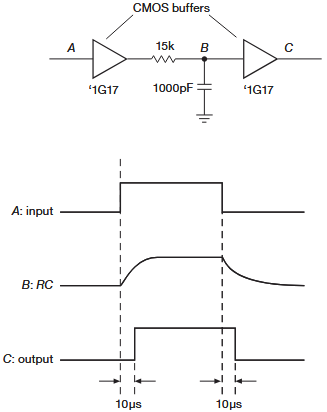 CMOS buffers
A 15k B C
1000pF
‘1G17 ‘1G17
A: input
B: RC
C: output
10µs 10µs